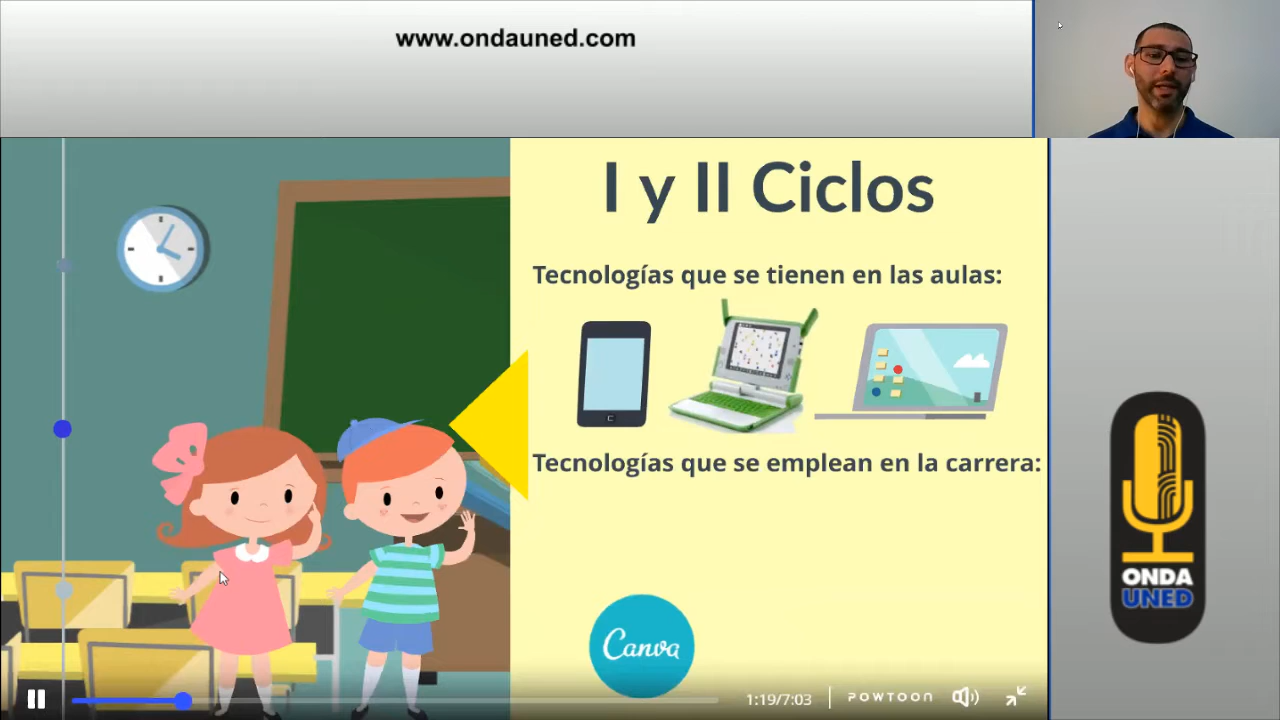 www.ondauned.com
I y II Ciclos
Tecnologías que se tienen en las aulas:
Tecnologías que se emplean en la carrera:
Canva
ONDA
UNED
1:19/7:03
POWTOON